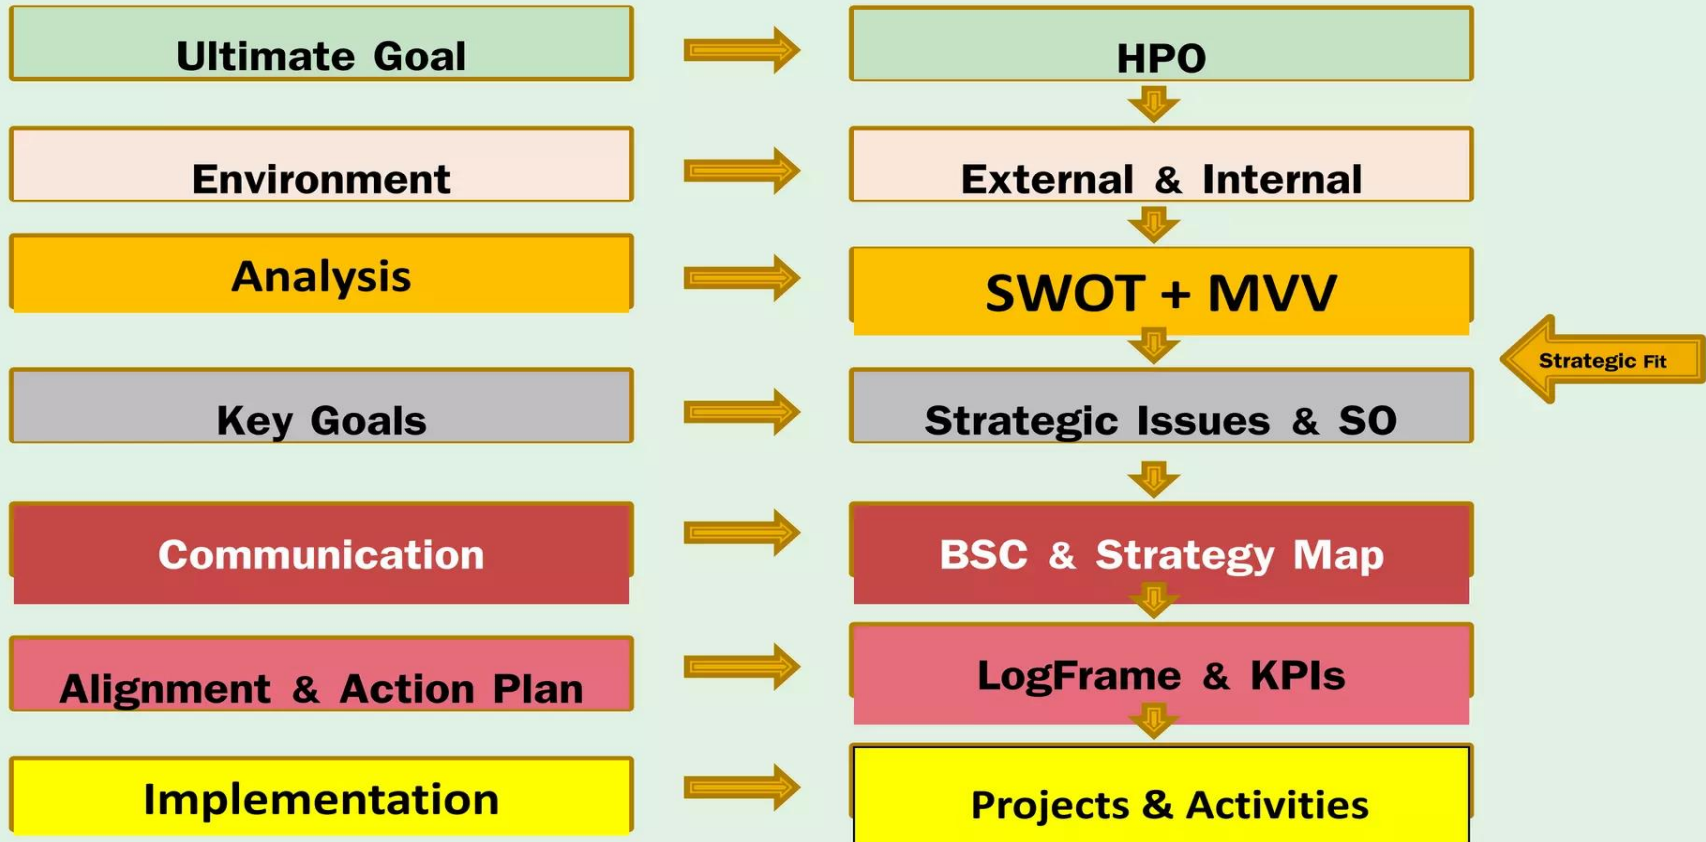 Ultimate Goal
HPO
Environment
External & Internal
Analysis
SWOT + MVV
Strategic Fit
Key Goals
Strategic Issues & SO
Communication
BSC & Strategy Map
Alignment & Action Plan
LogFrame & KPIs
Implementation
Projects & Activities